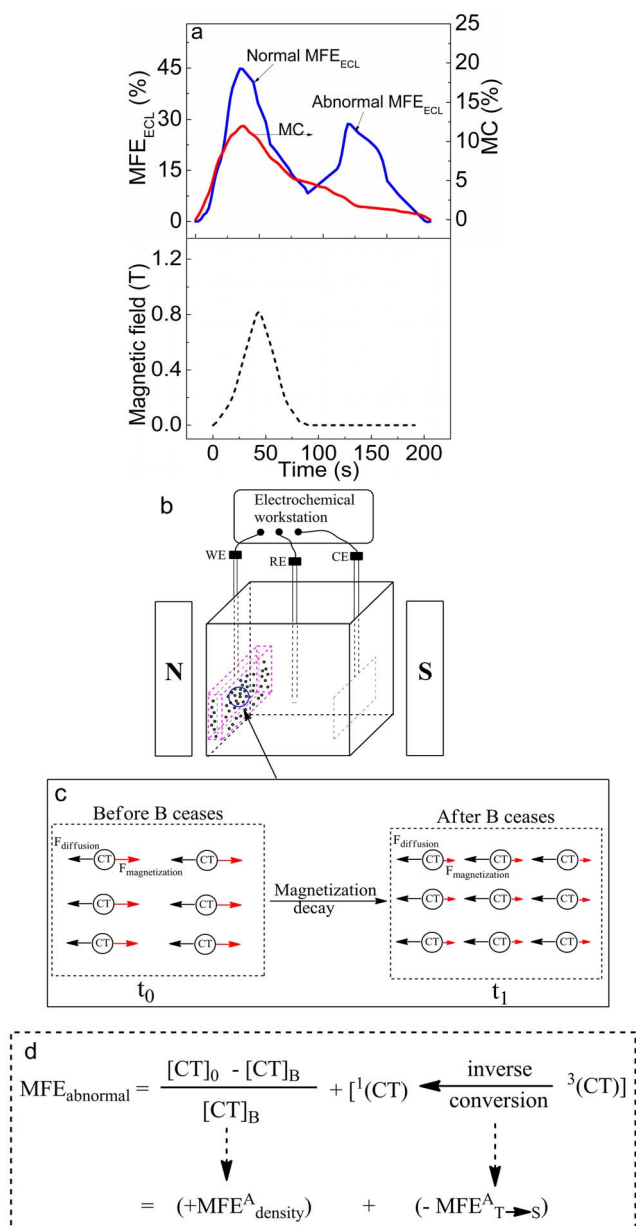 a
Normal MFE_ECL
Abnormal MFE_ECL
MC
MFE_ECL (%)
45
30
15
0
MC (%)
25
20
15
10
5
0
Magnetic field (T)
1.2
0.8
0.4
0.0
0 50 100 150 200
Time (s)
b
Electrochemical
workstation
WE RE CE
N S
c
Before B ceases After B ceases
F_diffusion F_diffusion
CT CT CT CT CT
F_magnetization F_magnetization
Magnetization
decay
CT CT CT CT CT
CT CT CT CT CT
t_0 t_1
d
MFE_abnormal = [CT]_0 - [CT]_B / [CT]_B + [^1(CT) inverse conversion ^3(CT)]
= (+MFE^A_density) + (- MFE^A_T→S)